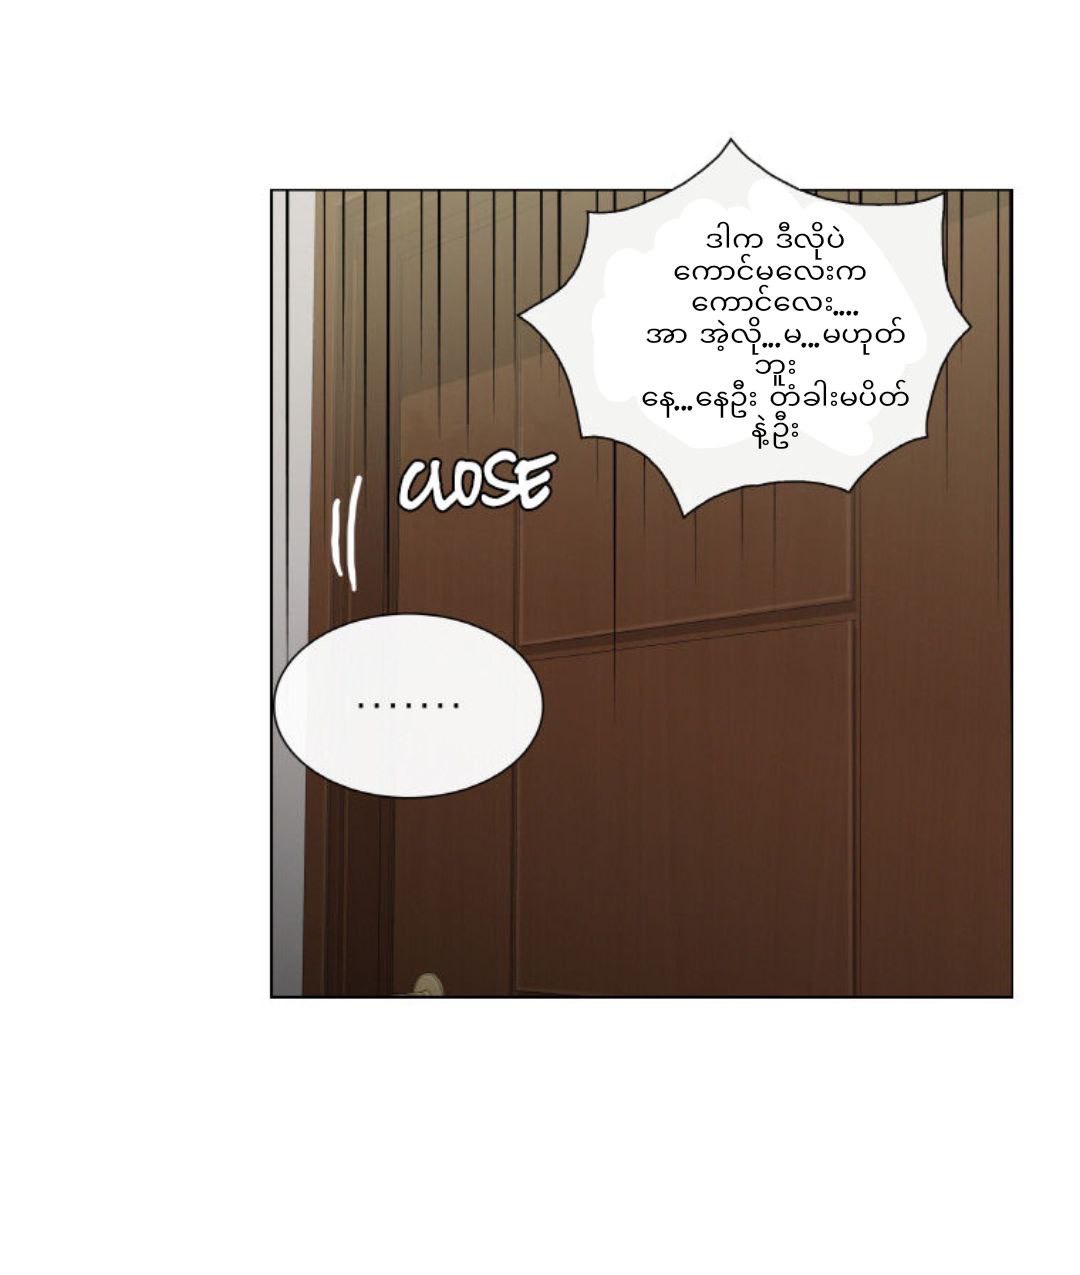 ဒါက ဒီလိုပဲ
ကောင်မလေးက
ကောင်လေး....
အာ အဲ့လို...မ...မဟုတ်
ဘူး
နေ...နေဦး တံခါးမပိတ်
နဲ့ဦး
CLOSE
.......